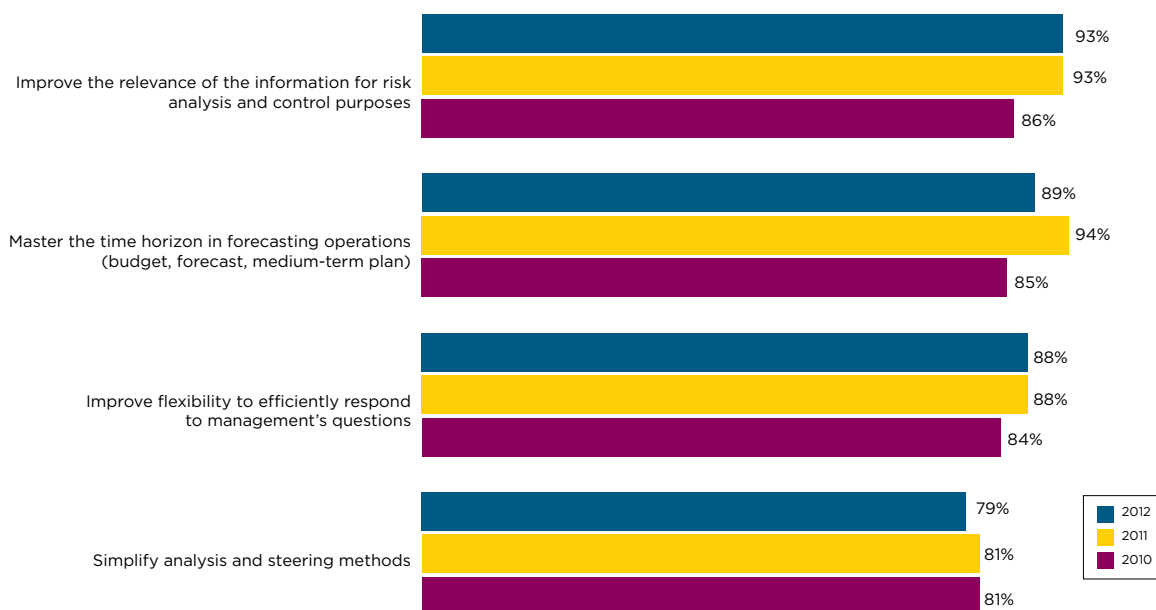 93%
Improve the relevance of the information for risk
analysis and control purposes
93%
86%
89%
Master the time horizon in forecasting operations
(budget, forecast, medium-term plan)
94%
85%
88%
Improve flexibility to efficiently respond
to management’s questions
88%
84%
79%
Simplify analysis and steering methods
81%
81%
2012
2011
2010